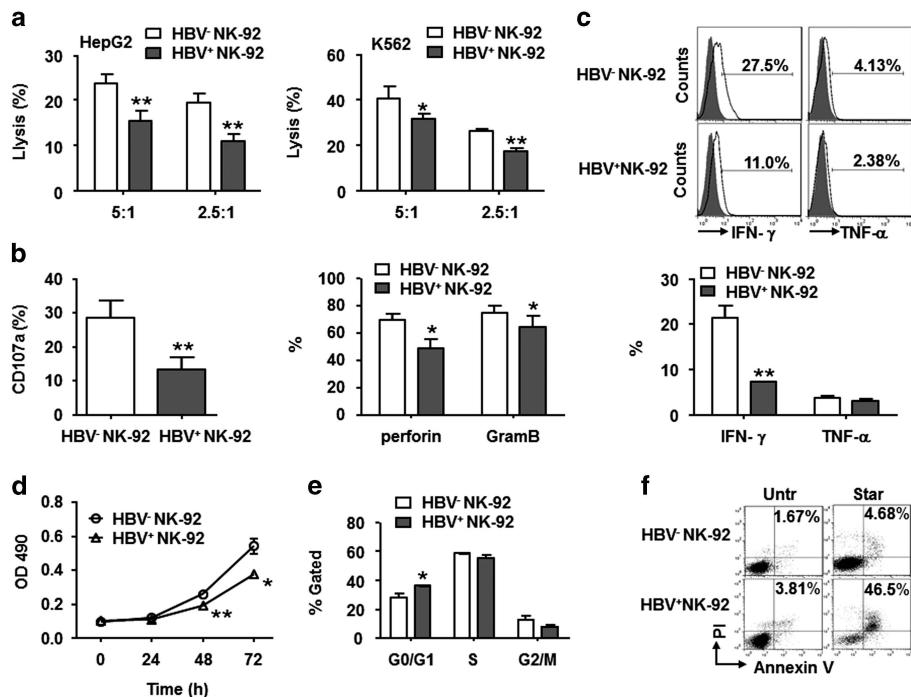 a
HepG2
HBV- NK-92
HBV+ NK-92
Llysis (%)
30
20
10
0
5:1
2.5:1
**
**
K562
HBV- NK-92
HBV+ NK-92
Lysis (%)
60
40
20
0
5:1
2.5:1
*
**
b
CD107a (%)
40
30
20
10
0
**
HBV- NK-92
HBV+ NK-92
HBV- NK-92
HBV+ NK-92
%
100
80
60
40
20
0
*
*
perforin
GramB
c
HBV- NK-92
Counts
27.5%
4.13%
HBV+NK-92
Counts
11.0%
2.38%
IFN- γ
TNF-α
HBV- NK-92
HBV+ NK-92
%
30
20
10
0
**
IFN- γ
TNF-α
d
OD 490
0.8
0.6
0.4
0.2
0.0
HBV- NK-92
HBV+ NK-92
**
*
0
24
48
72
Time (h)
e
HBV- NK-92
HBV+ NK-92
% Gated
80
60
40
20
0
*
G0/G1
S
G2/M
f
Untr
Star
HBV- NK-92
1.67%
4.68%
HBV+NK-92
3.81%
46.5%
PI
Annexin V